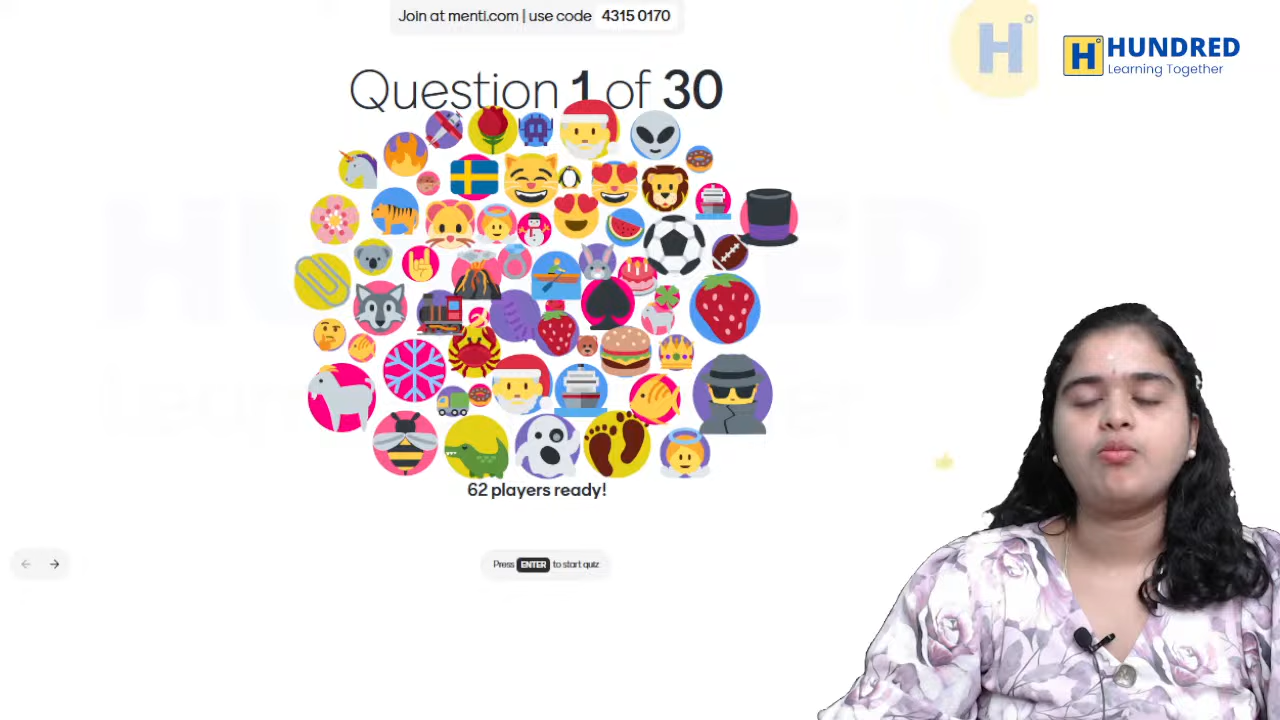 Join at menti.com | use code 4315 0170
H° HUNDRED
Learning Together
Question 1 of 30
62 players ready!
Press ENTER to start quiz